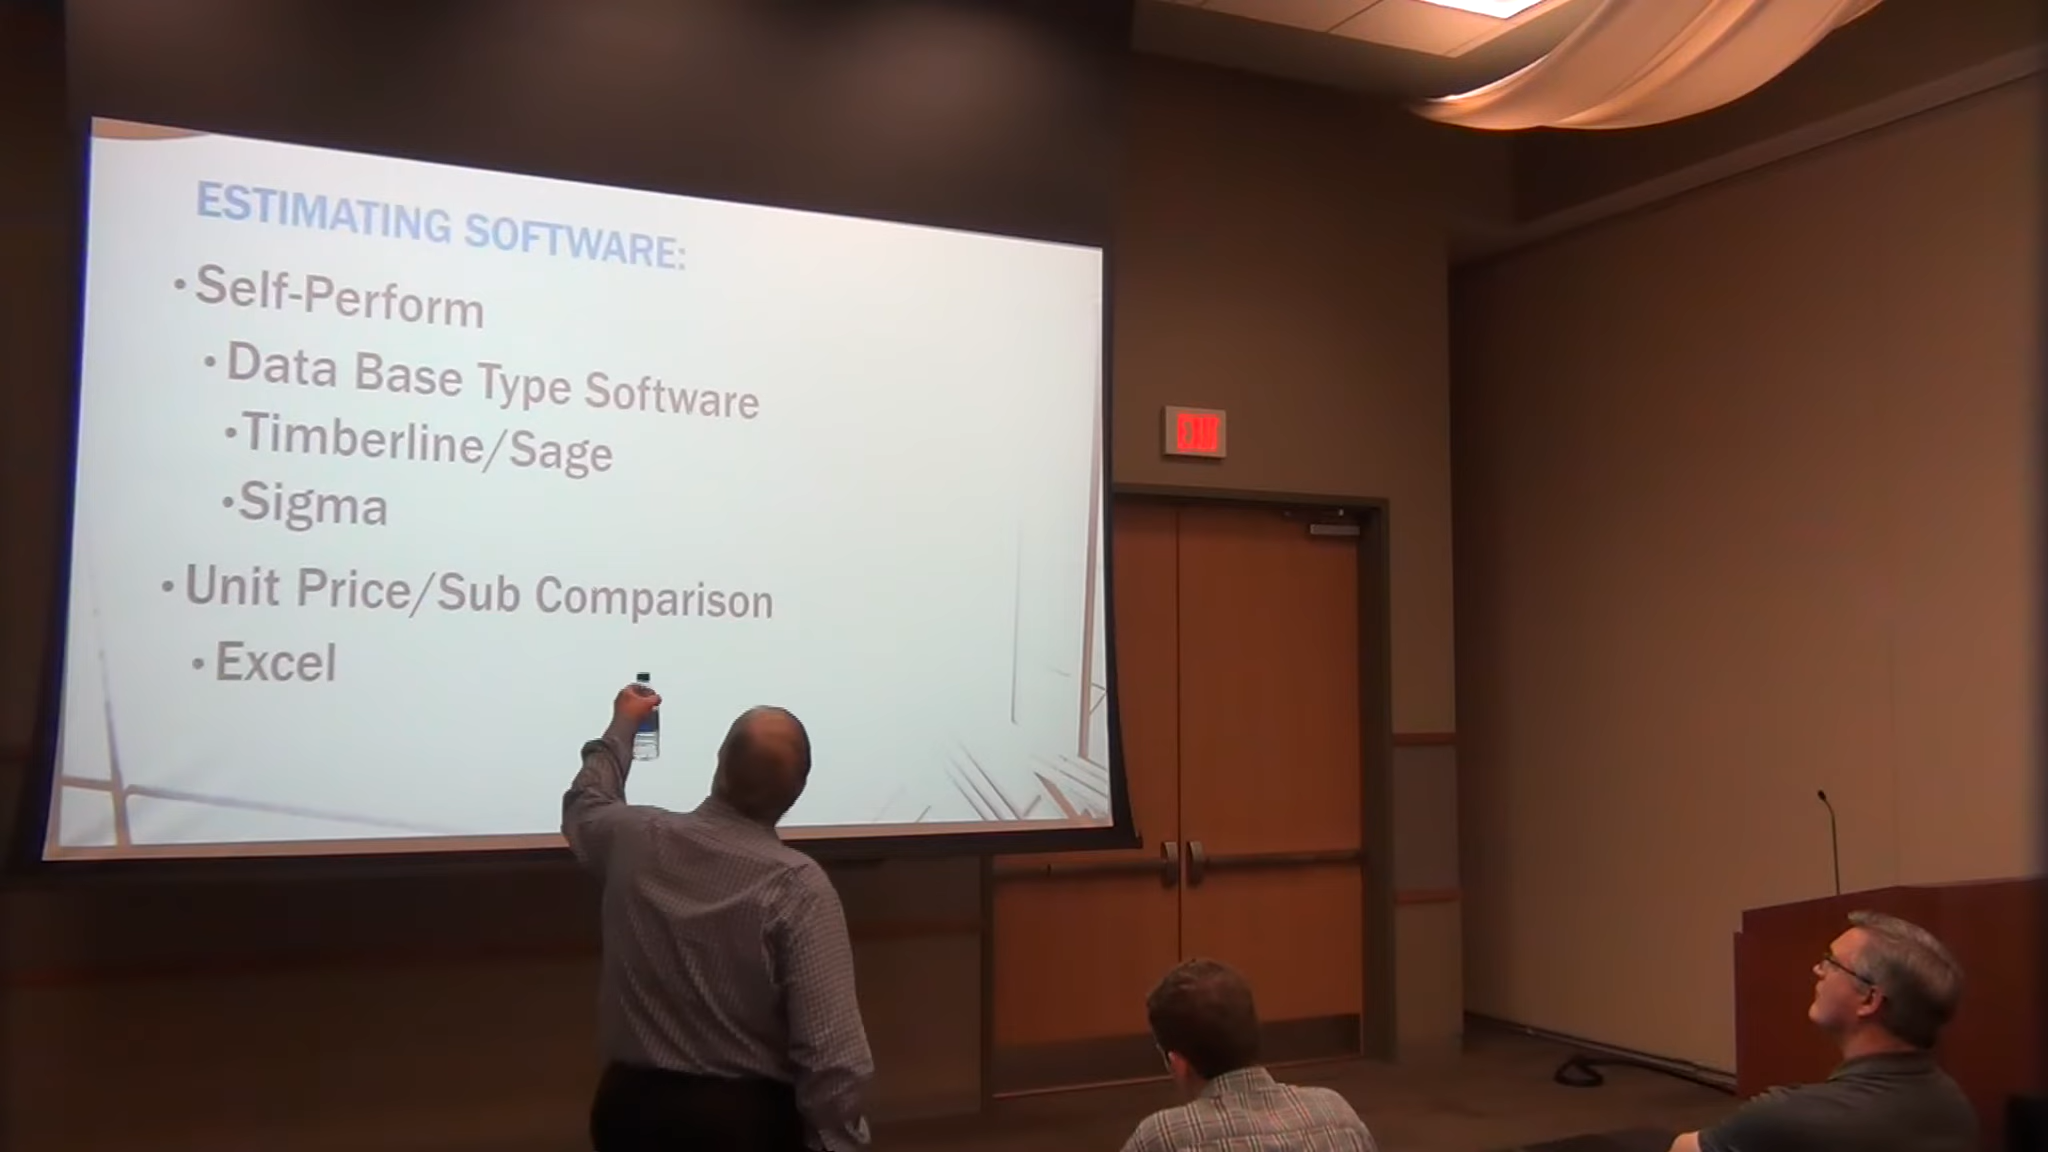 ESTIMATING SOFTWARE:
• Self-Perform
• Data Base Type Software
• Timberline/Sage
• Sigma
• Unit Price/Sub Comparison
• Excel
EXIT